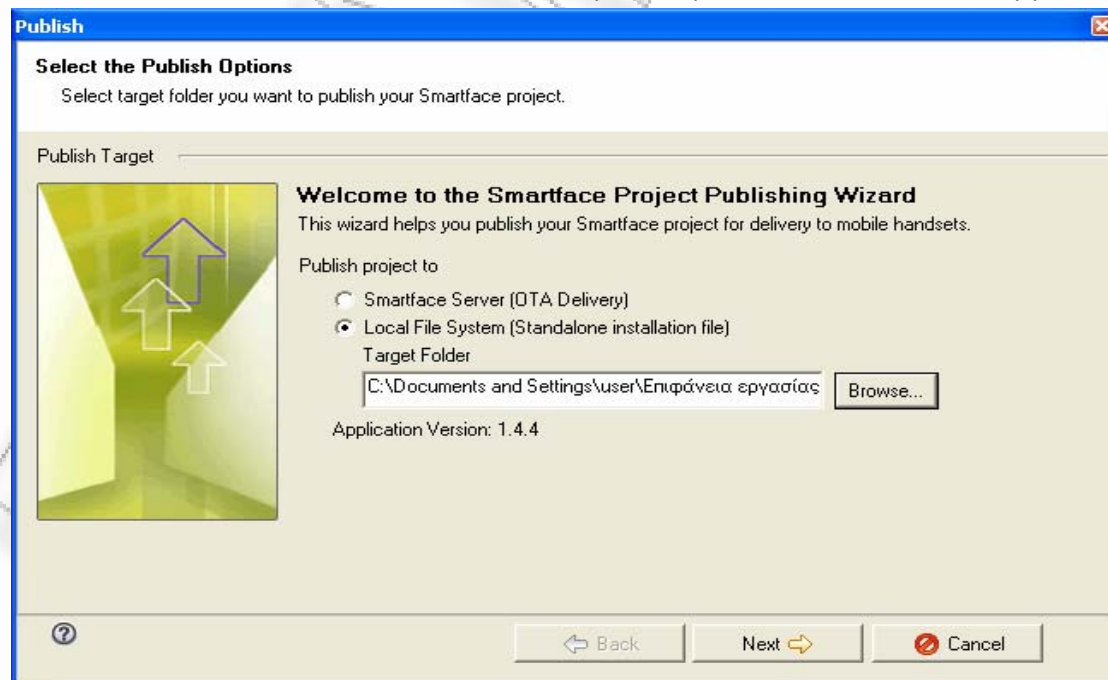 Publish
Select the Publish Options
Select target folder you want to publish your Smartface project.
Publish Target
Welcome to the Smartface Project Publishing Wizard
This wizard helps you publish your Smartface project for delivery to mobile handsets.
Publish project to
Smartface Server (OTA Delivery)
Local File System (Standalone installation file)
Target Folder
C:\Documents and Settings\user\Επιφάνεια εργασίας
Browse...
Application Version: 1.4.4
Back
Next
Cancel